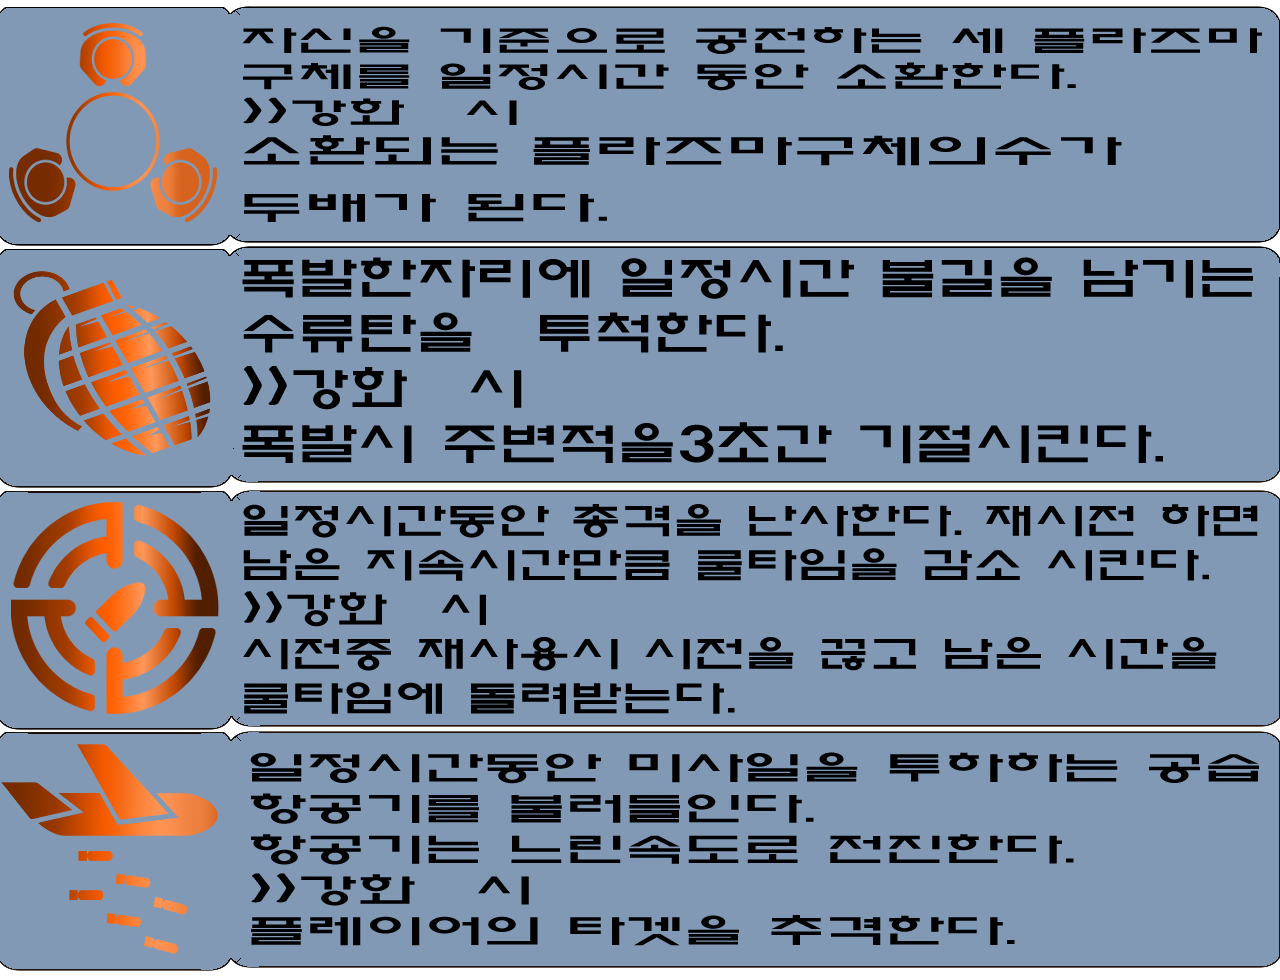 자신을 기준으로 공전하는 세 플라즈마
구체를 일정시간 동안 소환한다.
>>강화 시
소환되는 플라즈마구체의수가
두배가 된다.
폭발한자리에 일정시간 불길을 남기는
수류탄을 투척한다.
>>강화 시
폭발시 주변적을3초간 기절시킨다.
일정시간동안 총격을 난사한다. 재시전 하면
남은 지속시간만큼 쿨타임을 감소 시킨다.
>>강화 시
시전중 재사용시 시전을 끊고 남은 시간을
쿨타임에 돌려받는다.
일정시간동안 미사일을 투하하는 공습
항공기를 불러들인다.
항공기는 느린속도로 전진한다.
>>강화 시
플레이어의 타겟을 추격한다.